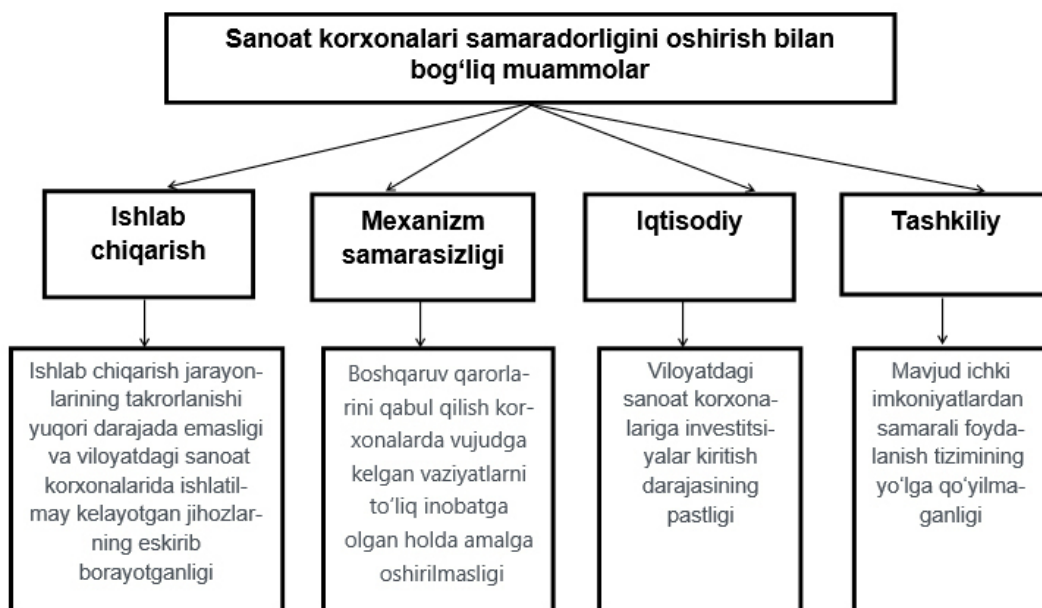 Sanoat korxonalari samaradorligini oshirish bilan
bog‘liq muammolar
Ishlab
chiqarish
Mexanizm
samarasizligi
Iqtisodiy
Tashkiliy
Ishlab chiqarish jarayon-
larining takrorlanishi
yuqori darajada emasligi
va viloyatdagi sanoat
korxonalarida ishlatil-
may kelayotgan jihozlar-
ning eskirib
borayotganligi
Boshqaruv qarorla-
rini qabul qilish kor-
xonalarda vujudga
kelgan vaziyatlarni
to‘liq inobatga
olgan holda amalga
oshirilmasligi
Viloyatdagi
sanoat korxona-
lariga investitsi-
yalar kiritish
darajasining
pastligi
Mavjud ichki
imkoniyatlardan
samarali foyda-
lanish tizimining
yo‘lga qo‘yilma-
ganligi